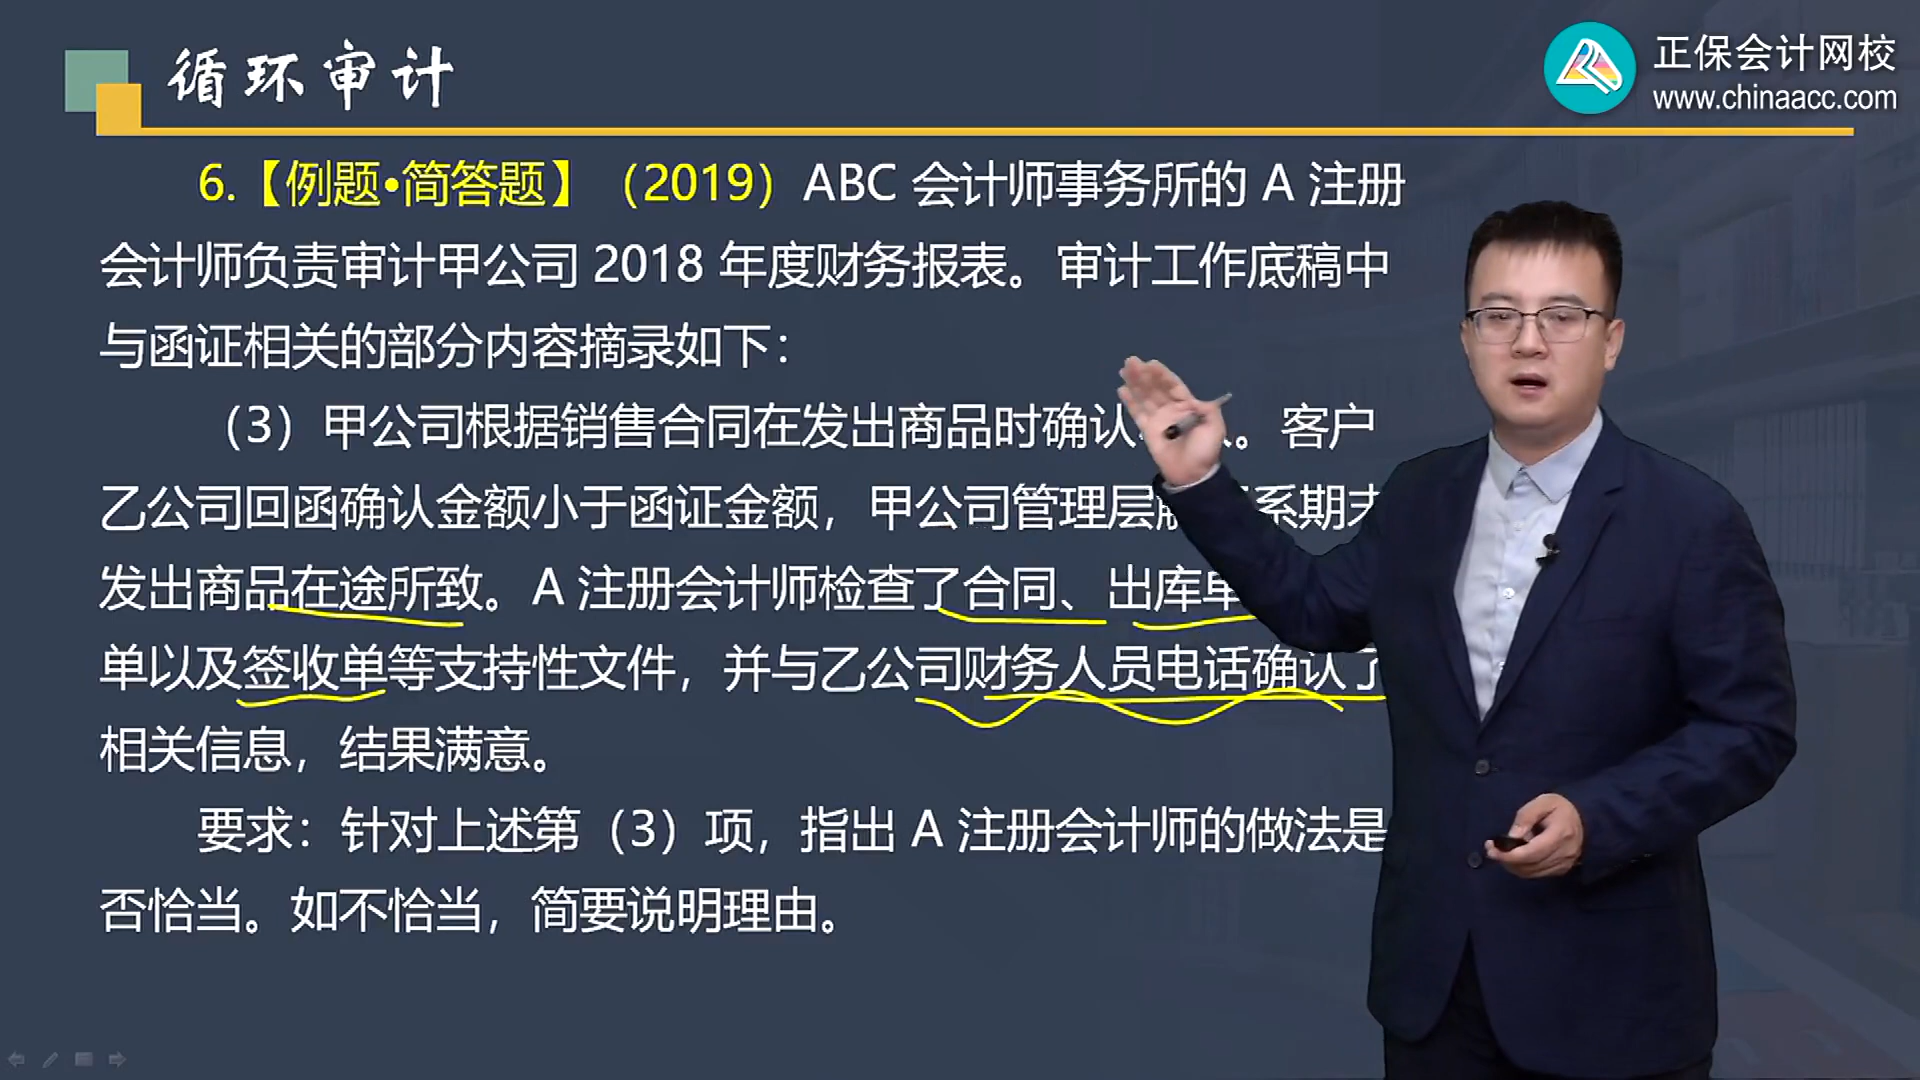 循环审计
正保会计网校
www.chinaacc.com
6.【例题•简答题】（2019）ABC 会计师事务所的 A 注册
会计师负责审计甲公司 2018 年度财务报表。审计工作底稿中
与函证相关的部分内容摘录如下：
（3）甲公司根据销售合同在发出商品时确认 。客户
乙公司回函确认金额小于函证金额，甲公司管理层 系期末
发出商品在途所致。A 注册会计师检查了合同、出库单
单以及签收单等支持性文件，并与乙公司财务人员电话确认了
相关信息，结果满意。
要求：针对上述第（3）项，指出 A 注册会计师的做法是
否恰当。如不恰当，简要说明理由。